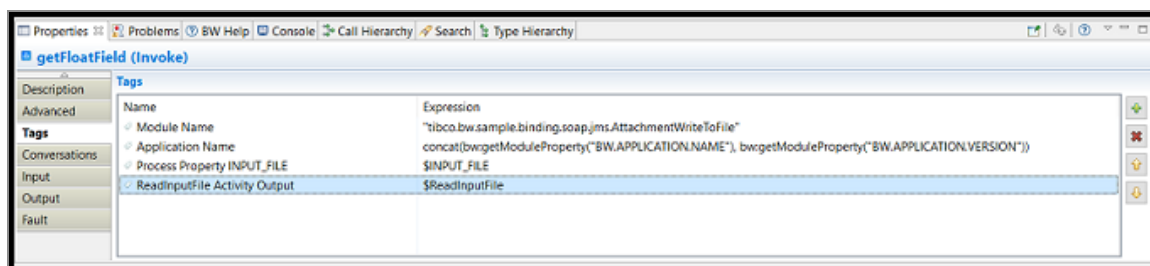 Properties Problems BW Help Console Call Hierarchy Search Type Hierarchy
getFloatField (Invoke)
Description
Advanced
Tags
Conversations
Input
Output
Fault
Tags
Name Expression
Module Name "tibco.bw.sample.binding.soap.jms.AttachmentWriteToFile"
Application Name concat(bw:getModuleProperty("BW.APPLICATION.NAME"), bw:getModuleProperty("BW.APPLICATION.VERSION"))
Process Property INPUT_FILE $INPUT_FILE
ReadInputFile Activity Output $ReadInputFile